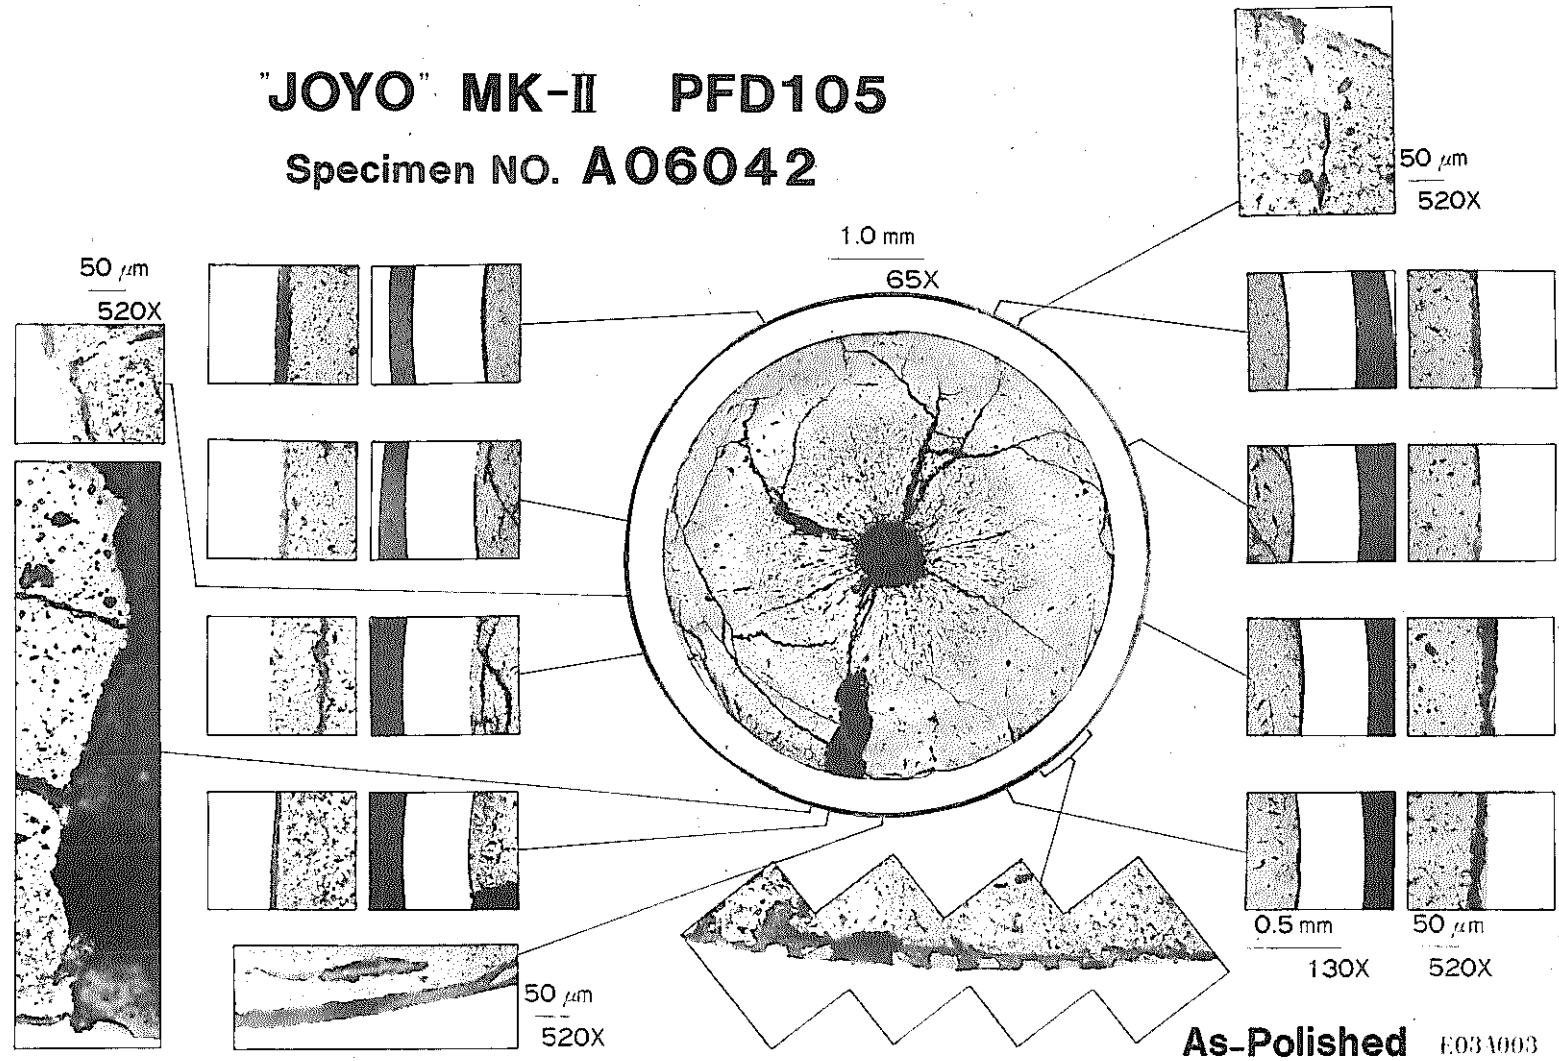 "JOYO" MK-II PFD105
Specimen NO. A06042
50 μm
520X
1.0 mm
65X
50 μm
520X
0.5 mm
130X
50 μm
520X
50 μm
520X
As-Polished E03A003